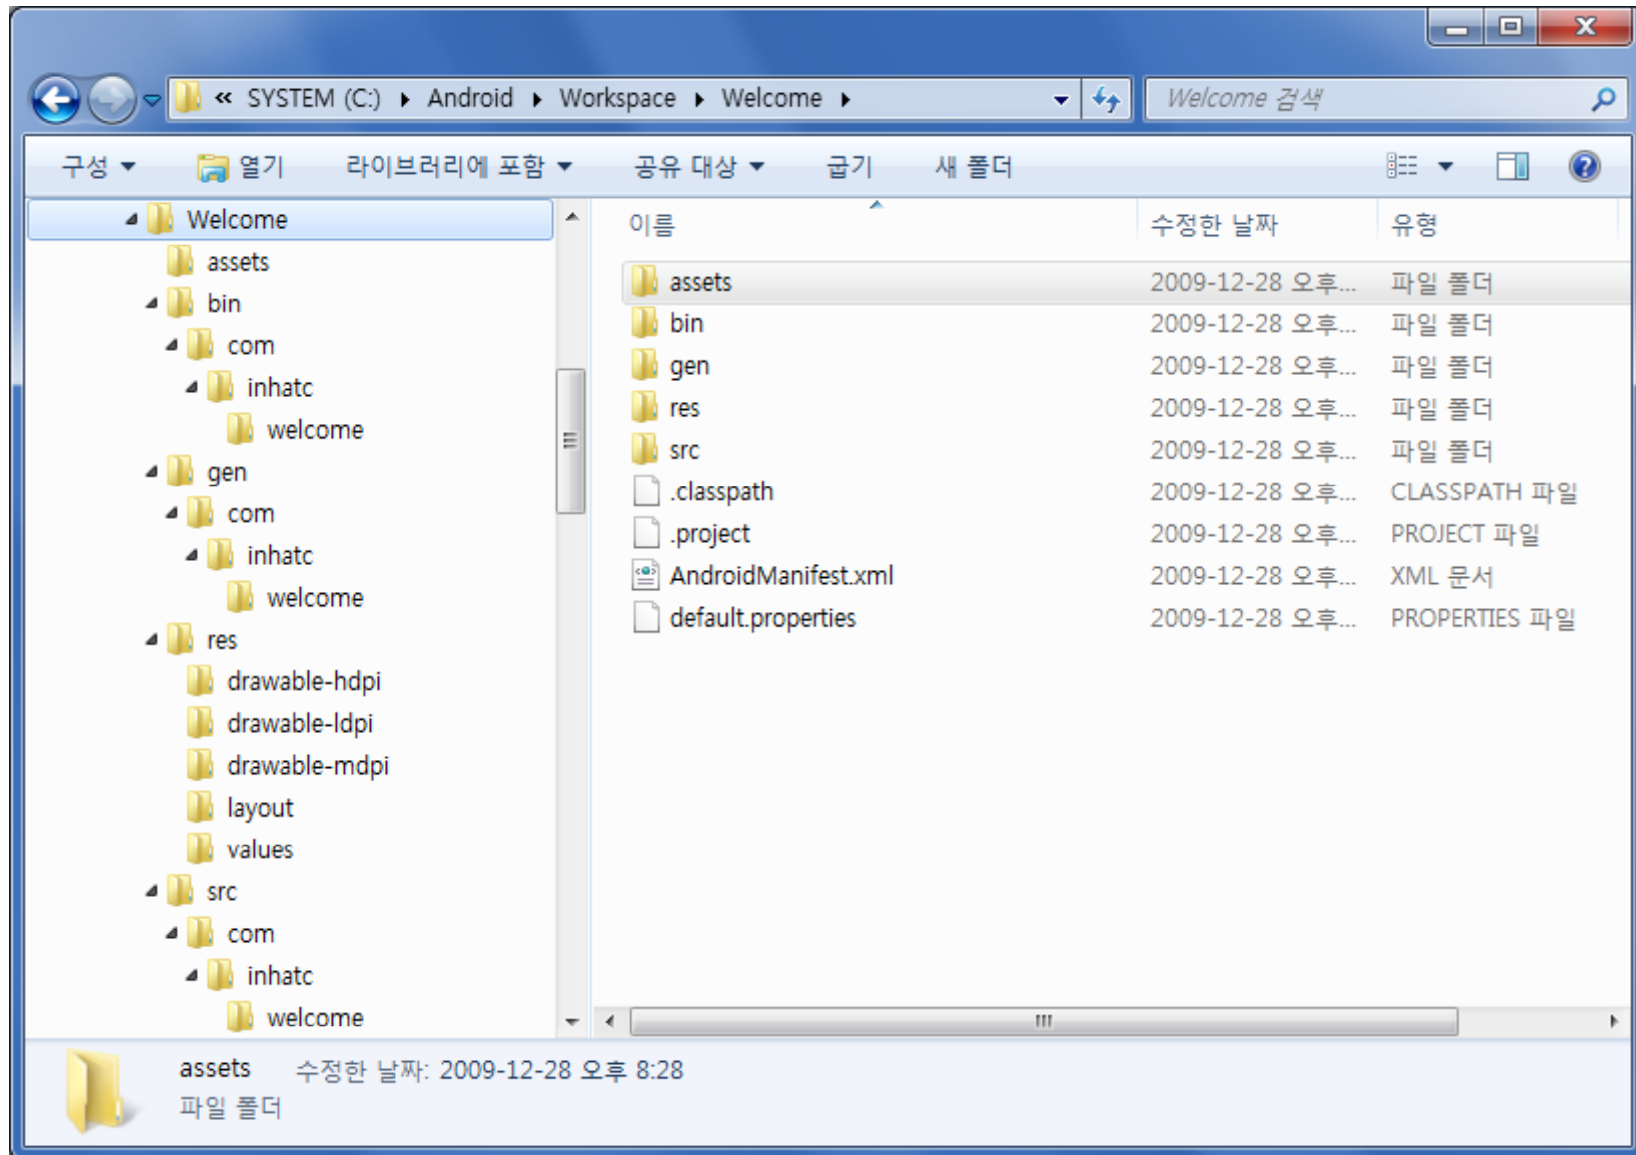 « SYSTEM (C:) ▸ Android ▸ Workspace ▸ Welcome ▸
Welcome 검색
구성 열기 라이브러리에 포함 공유 대상 굽기 새 폴더
Welcome
assets
bin
com
inhatc
welcome
gen
com
inhatc
welcome
res
drawable-hdpi
drawable-ldpi
drawable-mdpi
layout
values
src
com
inhatc
welcome
이름 수정한 날짜 유형
assets 2009-12-28 오후... 파일 폴더
bin 2009-12-28 오후... 파일 폴더
gen 2009-12-28 오후... 파일 폴더
res 2009-12-28 오후... 파일 폴더
src 2009-12-28 오후... 파일 폴더
.classpath 2009-12-28 오후... CLASSPATH 파일
.project 2009-12-28 오후... PROJECT 파일
AndroidManifest.xml 2009-12-28 오후... XML 문서
default.properties 2009-12-28 오후... PROPERTIES 파일
assets 수정한 날짜: 2009-12-28 오후 8:28
파일 폴더